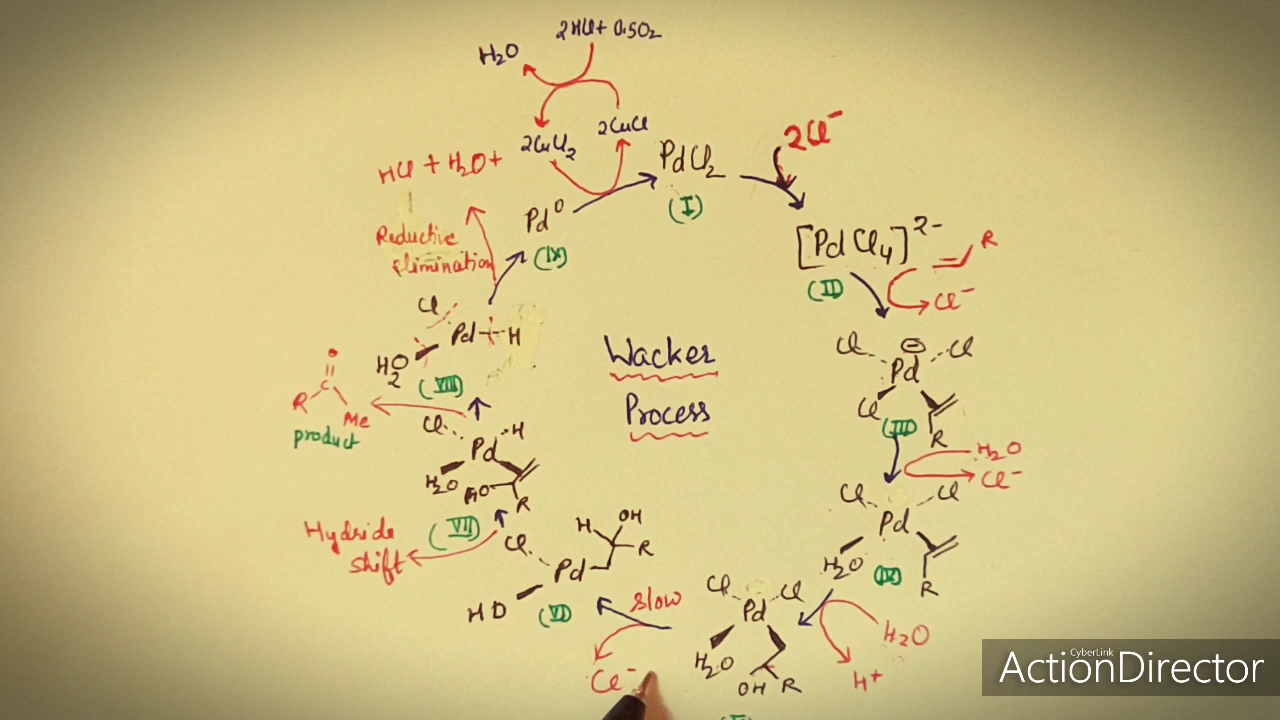 2HCl + 0.5O₂
H₂O
2CuCl₂
2CuCl
HCl + H₂O +
Pd⁰
(IX)
PdCl₂
(I)
2Cl⁻
[PdCl₄]²⁻
(II)
R
Cl⁻
Reductive
elimination
Cl
Pd H
H₂O
(VIII)
Wacker
Process
Cl ⊖ Cl
Pd
Cl
(III)
R
H₂O
Cl⁻
O
R C Me
product
Cl H
Pd
H₂O HO
R
(VII)
Cl Cl
Pd
H₂O
(IV)
R
Hydride
shift
H OH
Cl R
Pd
HO
(VI)
slow
Cl⁻
Cl Cl
Pd
H₂O
OH R
H₂O
H⁺
CyberLink
ActionDirector